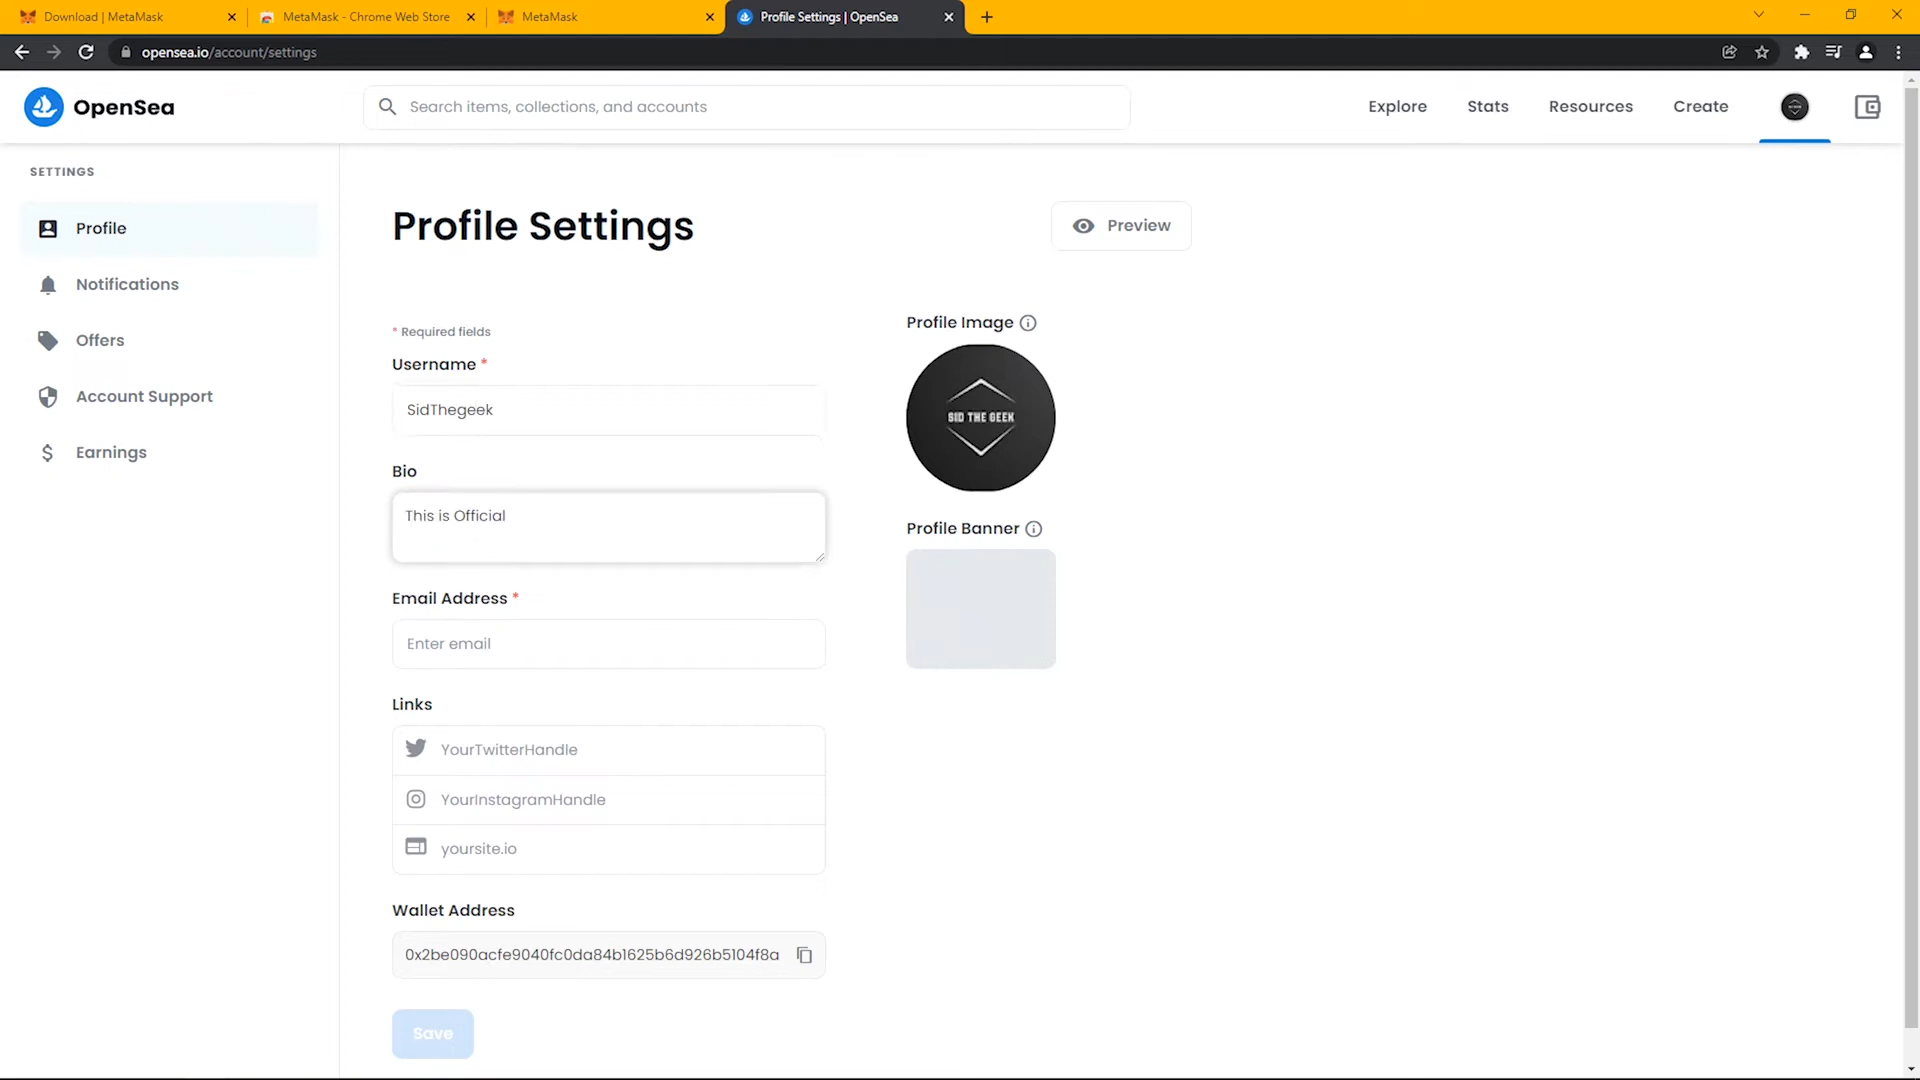 Download | MetaMask
MetaMask - Chrome Web Store
MetaMask
Profile Settings | OpenSea
opensea.io/account/settings
OpenSea
Search items, collections, and accounts
Explore
Stats
Resources
Create
SETTINGS
Profile
Notifications
Offers
Account Support
Earnings
Profile Settings
Preview
* Required fields
Username *
SidThegeek
Bio
This is Official
Email Address *
Enter email
Links
YourTwitterHandle
YourInstagramHandle
yoursite.io
Wallet Address
0x2be090acfe9040fc0da84b1625b6d926b5104f8a
Save
Profile Image
SID THE GEEK
Profile Banner